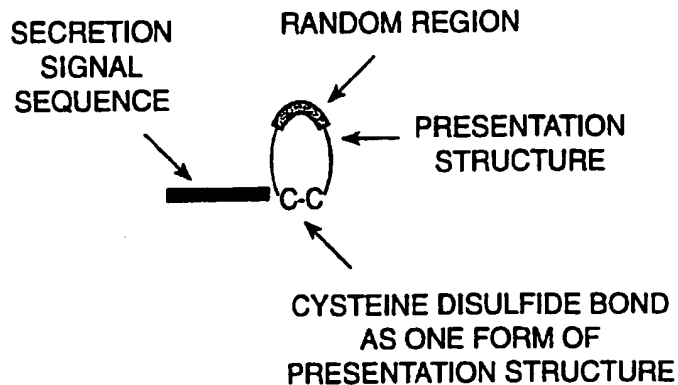 SECRETION
SIGNAL
SEQUENCE
RANDOM REGION
PRESENTATION
STRUCTURE
C-C
CYSTEINE DISULFIDE BOND
AS ONE FORM OF
PRESENTATION STRUCTURE